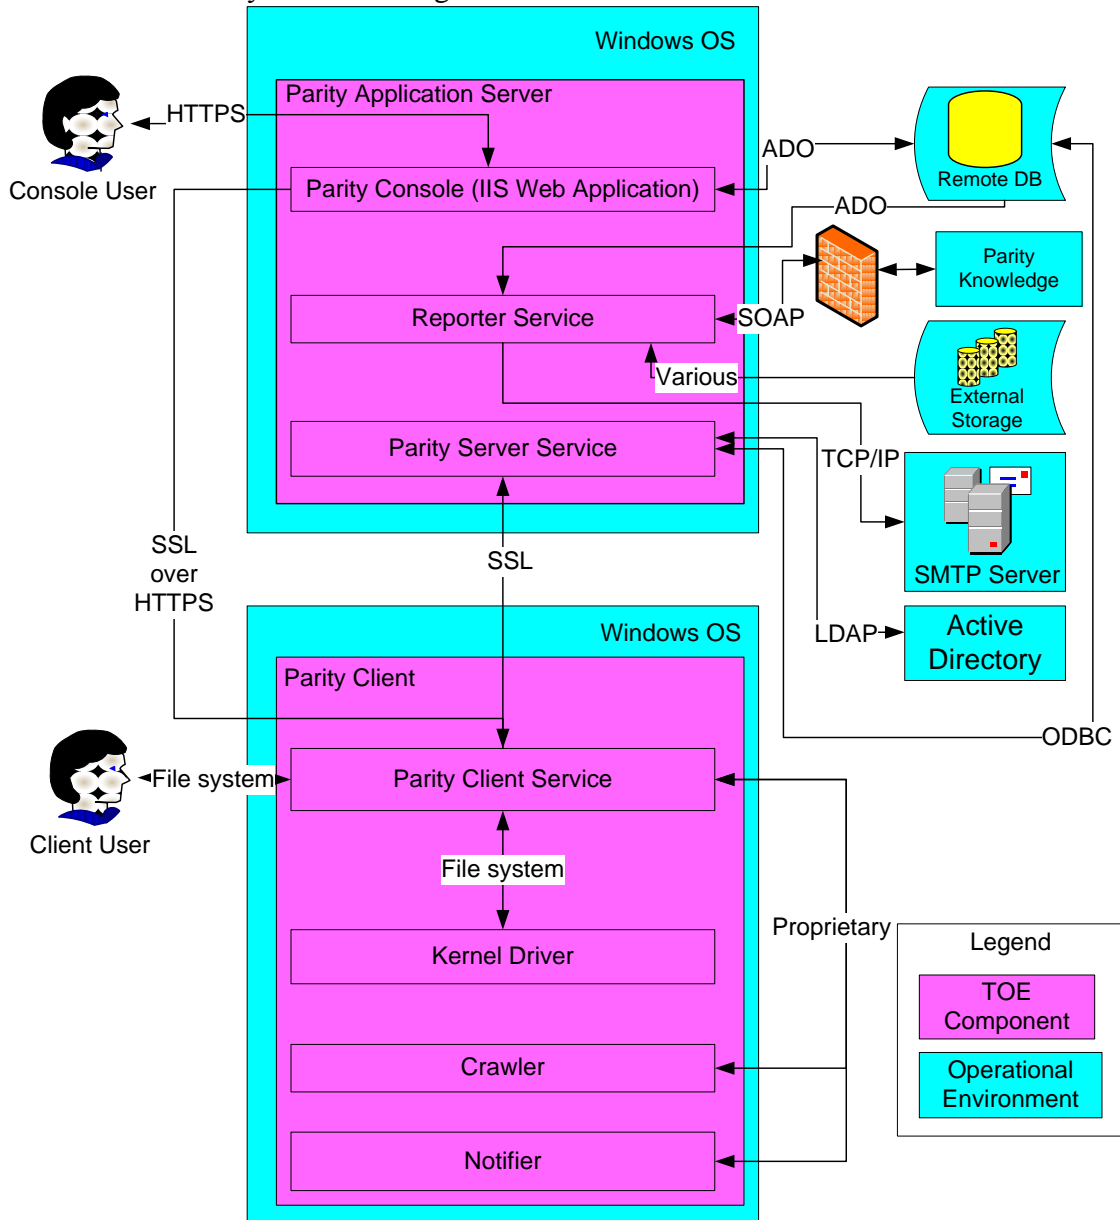 Windows OS
Parity Application Server
HTTPS
Console User
Parity Console (IIS Web Application)
ADO
Remote DB
ADO
Parity
Knowledge
Reporter Service
SOAP
Various
External
Storage
Parity Server Service
TCP/IP
SMTP Server
SSL
over
HTTPS
SSL
Windows OS
LDAP
Active
Directory
Parity Client
ODBC
Parity Client Service
File system
Client User
File system
Proprietary
Kernel Driver
Crawler
Notifier
Legend
TOE
Component
Operational
Environment